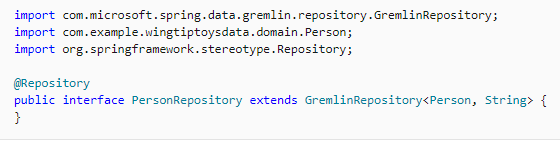 import com.microsoft.spring.data.gremlin.repository.GremlinRepository;
import com.example.wingtiptoysdata.domain.Person;
import org.springframework.stereotype.Repository;
@Repository
public interface PersonRepository extends GremlinRepository<Person, String> {
}